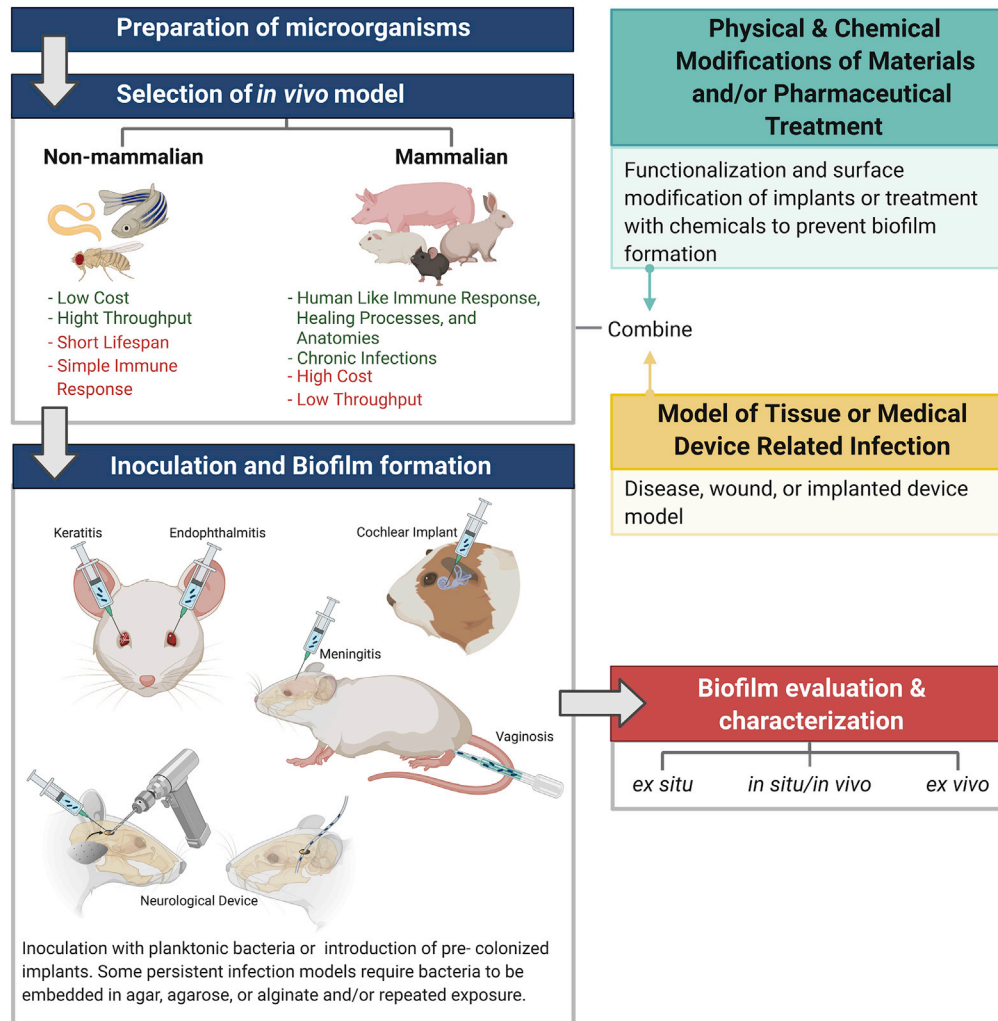 Preparation of microorganisms
Selection of in vivo model
Non-mammalian
- Low Cost
- Hight Throughput
- Short Lifespan
- Simple Immune
Response
Mammalian
- Human Like Immune Response,
Healing Processes, and
Anatomies
- Chronic Infections
- High Cost
- Low Throughput
Physical & Chemical
Modifications of Materials
and/or Pharmaceutical
Treatment
Functionalization and surface
modification of implants or treatment
with chemicals to prevent biofilm
formation
Combine
Model of Tissue or Medical
Device Related Infection
Disease, wound, or implanted device
model
Inoculation and Biofilm formation
Keratitis
Endophthalmitis
Cochlear Implant
Meningitis
Vaginosis
Neurological Device
Inoculation with planktonic bacteria or introduction of pre- colonized
implants. Some persistent infection models require bacteria to be
embedded in agar, agarose, or alginate and/or repeated exposure.
Biofilm evaluation &
characterization
ex situ
in situ/in vivo
ex vivo